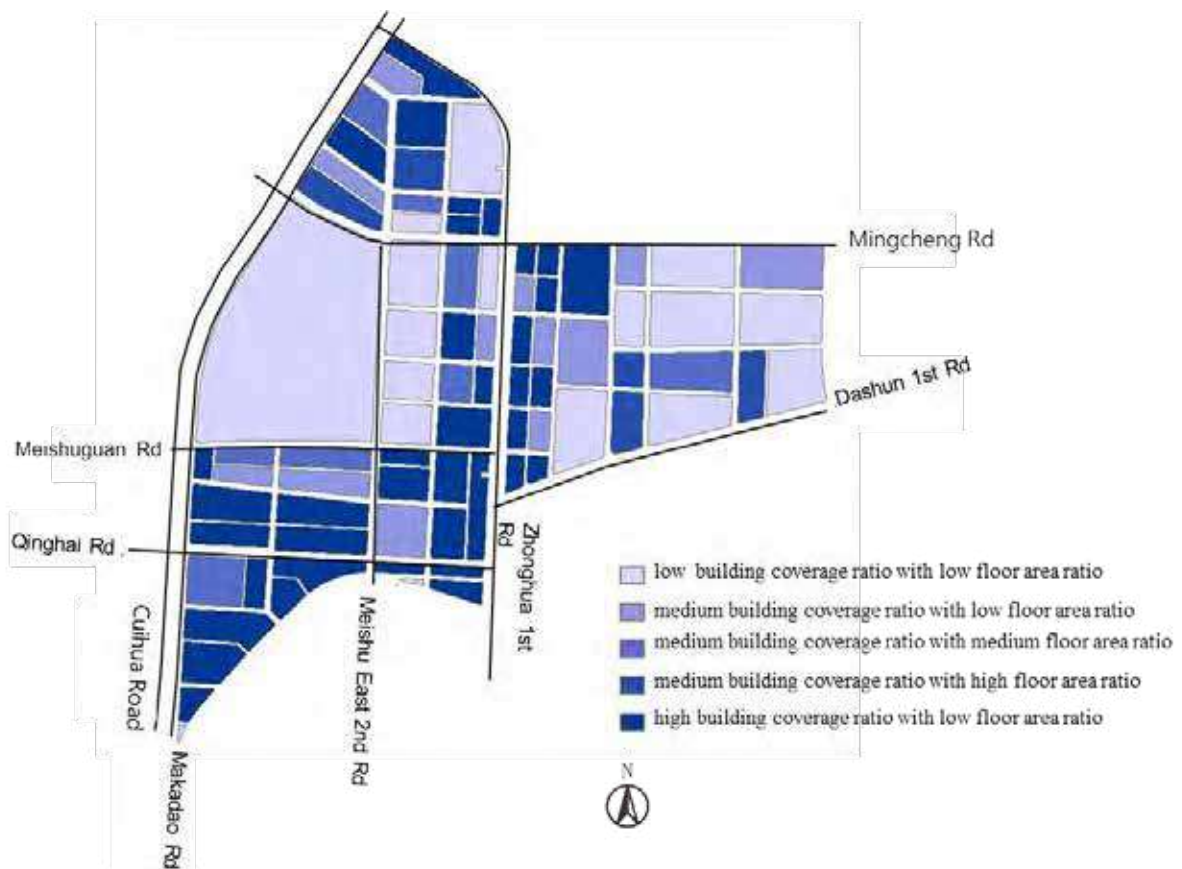 Mingcheng Rd
Dashun 1st Rd
Meishuguan Rd
Qinghai Rd
Zhonghua 1st
Rd
Cuihua Road
Makadao Rd
Meishu East 2nd Rd
low building coverage ratio with low floor area ratio
medium building coverage ratio with low floor area ratio
medium building coverage ratio with medium floor area ratio
medium building coverage ratio with high floor area ratio
high building coverage ratio with low floor area ratio
N